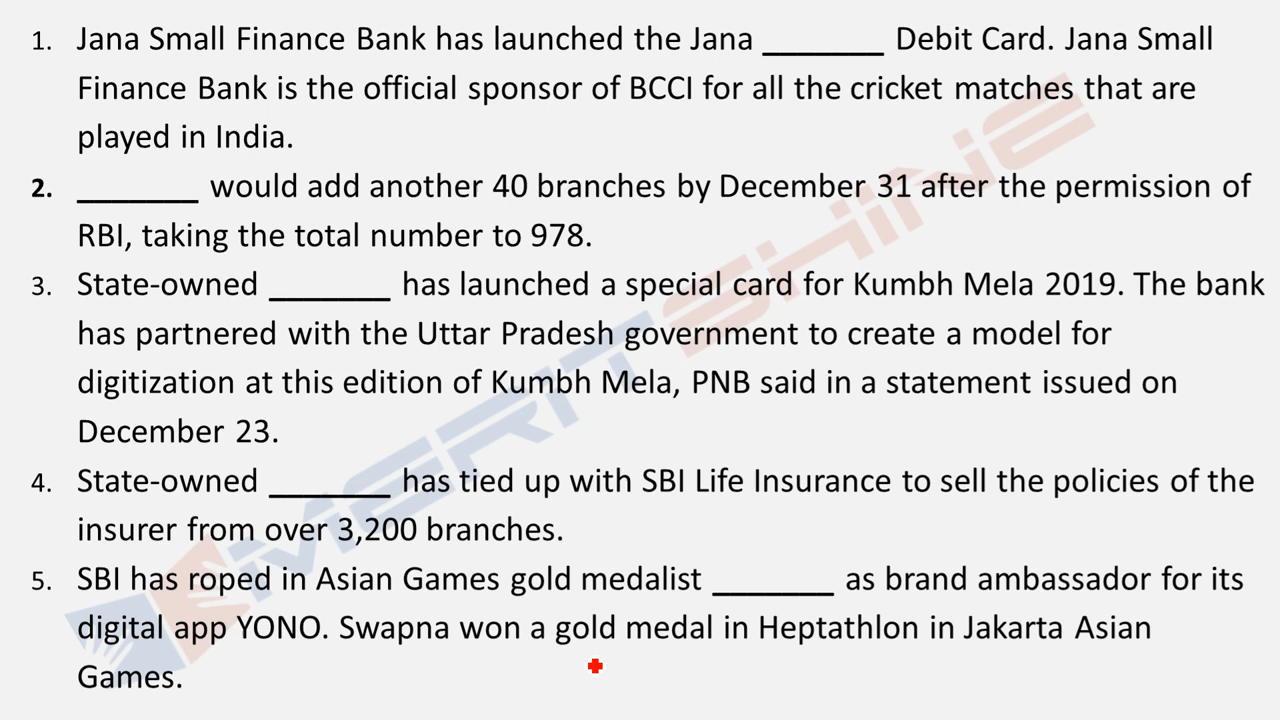 1. Jana Small Finance Bank has launched the Jana _______ Debit Card. Jana Small
Finance Bank is the official sponsor of BCCI for all the cricket matches that are
played in India.
2. _______ would add another 40 branches by December 31 after the permission of
RBI, taking the total number to 978.
3. State-owned _______ has launched a special card for Kumbh Mela 2019. The bank
has partnered with the Uttar Pradesh government to create a model for
digitization at this edition of Kumbh Mela, PNB said in a statement issued on
December 23.
4. State-owned _______ has tied up with SBI Life Insurance to sell the policies of the
insurer from over 3,200 branches.
5. SBI has roped in Asian Games gold medalist _______ as brand ambassador for its
digital app YONO. Swapna won a gold medal in Heptathlon in Jakarta Asian
Games.
MERITSHINE